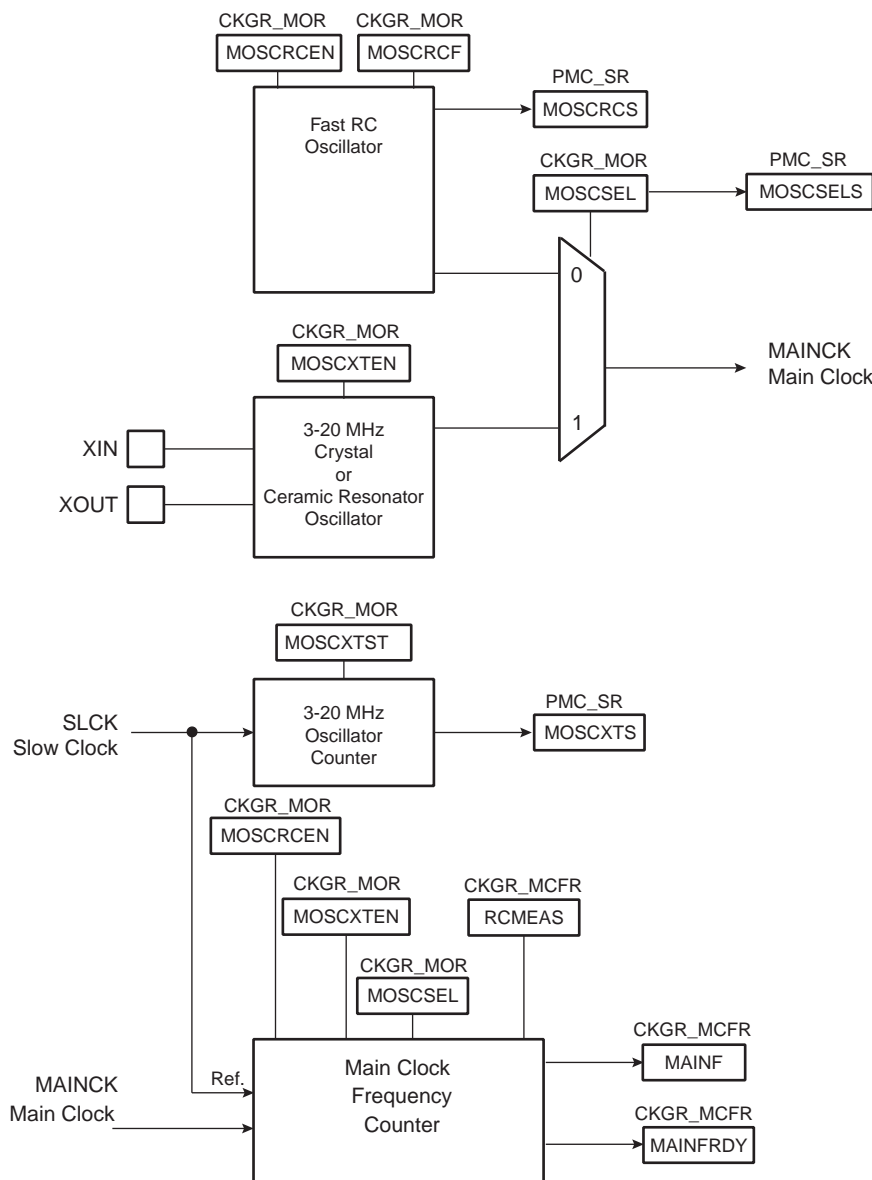 CKGR_MOR CKGR_MOR
MOSCRCEN MOSCRCF
PMC_SR
Fast RC
Oscillator
MOSCRCS
CKGR_MOR PMC_SR
MOSCSEL MOSCSELS
0
CKGR_MOR
MOSCXTEN
MAINCK
Main Clock
3-20 MHz
Crystal
or
Ceramic Resonator
Oscillator
1
XIN
XOUT
CKGR_MOR
MOSCXTST
SLCK
Slow Clock
3-20 MHz
Oscillator
Counter
PMC_SR
MOSCXTS
CKGR_MOR
MOSCRCEN
CKGR_MOR CKGR_MCFR
MOSCXTEN RCMEAS
CKGR_MOR
MOSCSEL
CKGR_MCFR
MAINF
MAINCK
Main Clock
Ref.
Main Clock
Frequency
Counter
CKGR_MCFR
MAINFRDY